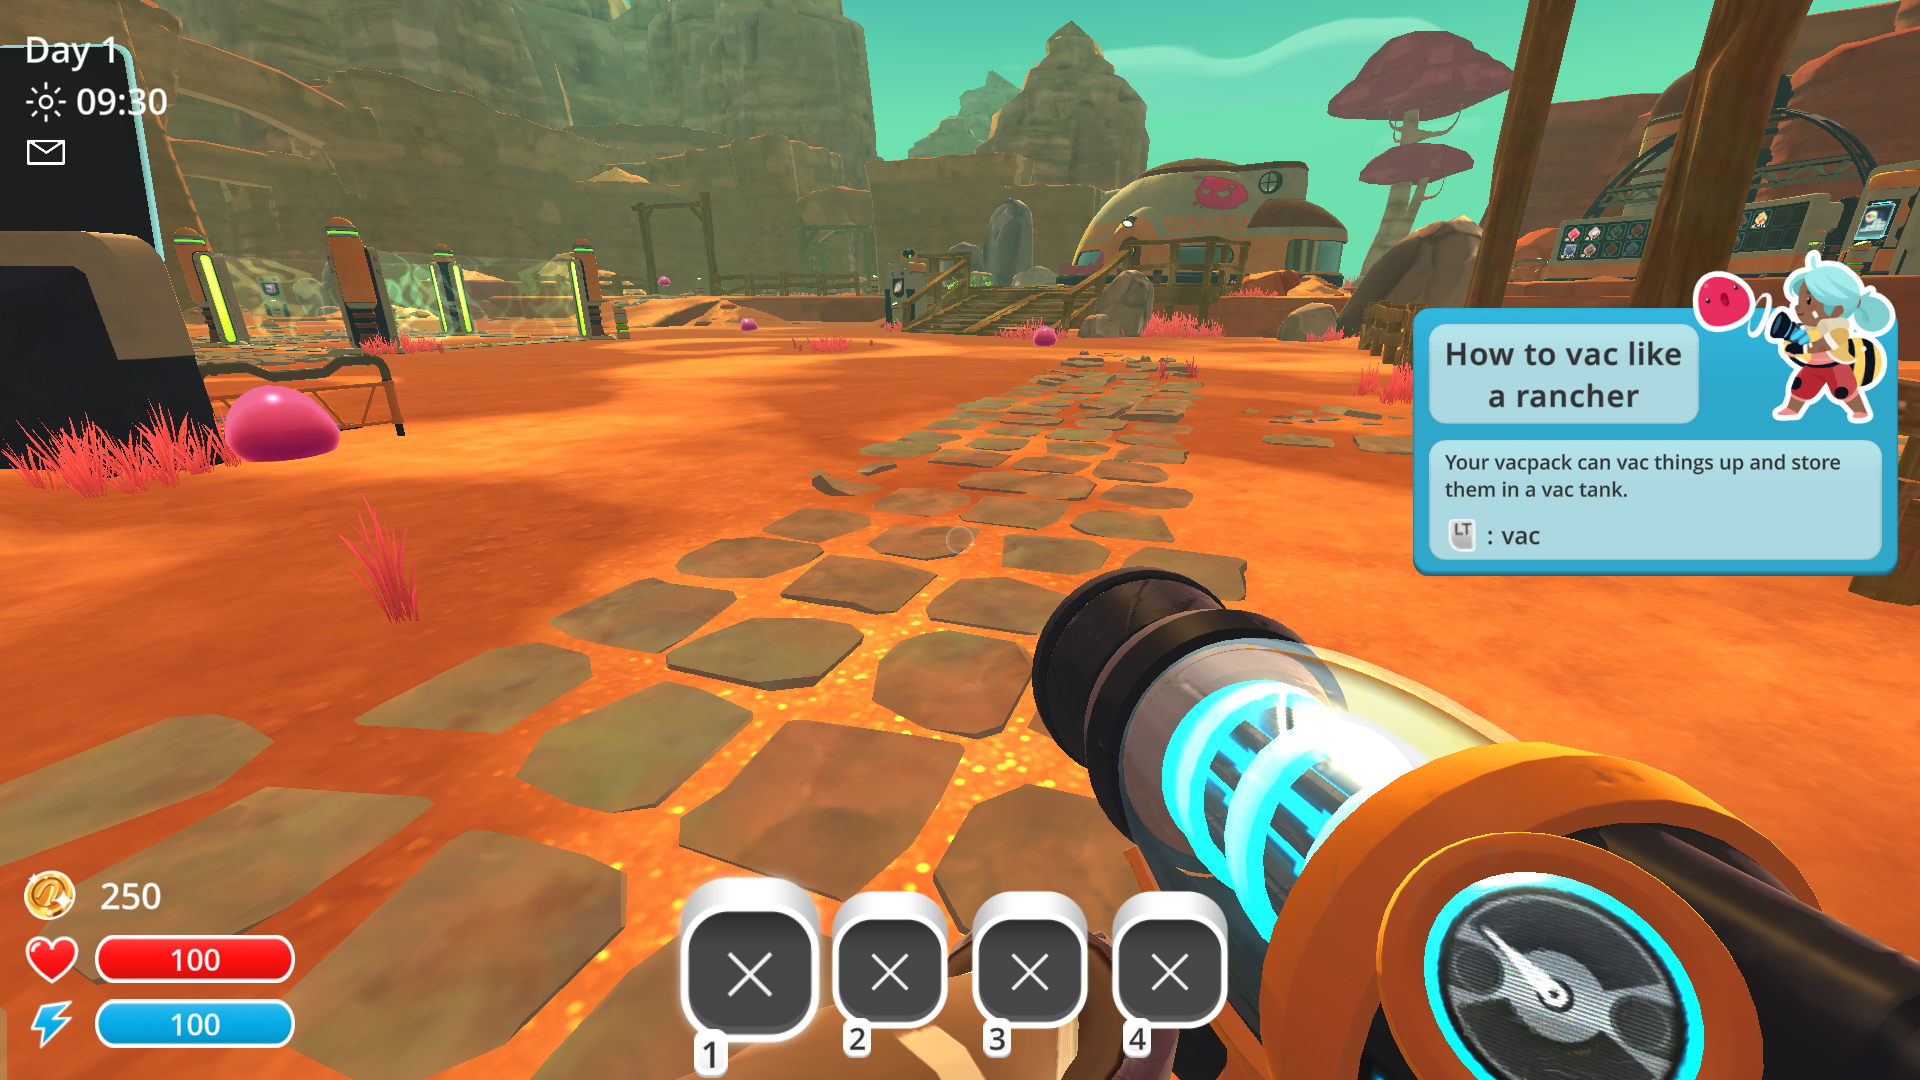 Day 1
09:30
How to vac like
a rancher
Your vacpack can vac things up and store
them in a vac tank.
LT : vac
250
100
100
1
2
3
4